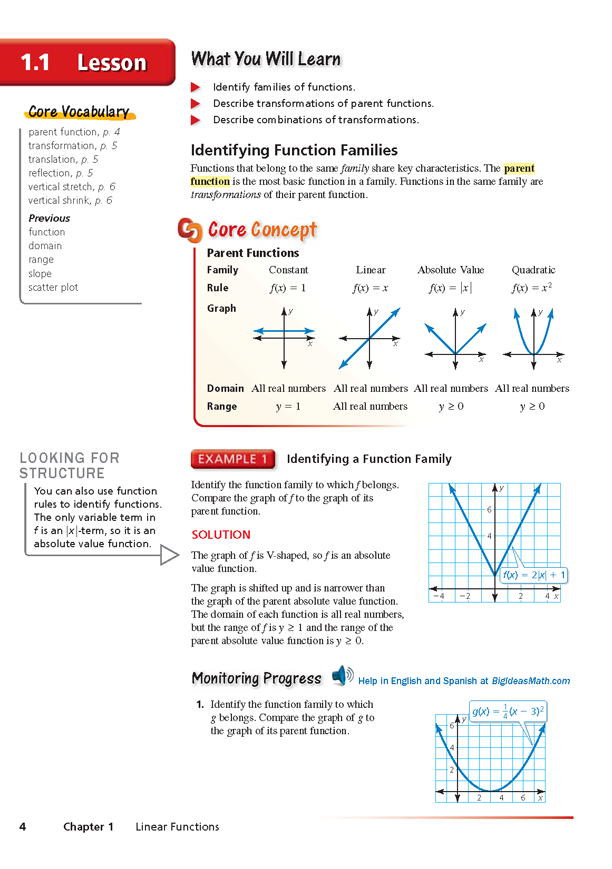 1.1 Lesson
What You Will Learn
Identify families of functions.
Describe transformations of parent functions.
Describe combinations of transformations.
Core Vocabulary
parent function, p. 4
transformation, p. 5
translation, p. 5
reflection, p. 5
vertical stretch, p. 6
vertical shrink, p. 6
Previous
function
domain
range
slope
scatter plot
Identifying Function Families
Functions that belong to the same family share key characteristics. The parent
function is the most basic function in a family. Functions in the same family are
transformations of their parent function.
Core Concept
Parent Functions
Family Constant Linear Absolute Value Quadratic
Rule f(x) = 1 f(x) = x f(x) = |x| f(x) = x²
Graph
y y y y
x x x x
Domain All real numbers All real numbers All real numbers All real numbers
Range y = 1 All real numbers y ≥ 0 y ≥ 0
LOOKING FOR
STRUCTURE
You can also use function
rules to identify functions.
The only variable term in
f is an |x|-term, so it is an
absolute value function.
EXAMPLE 1 Identifying a Function Family
Identify the function family to which f belongs.
Compare the graph of f to the graph of its
parent function.
SOLUTION
The graph of f is V-shaped, so f is an absolute
value function.
The graph is shifted up and is narrower than
the graph of the parent absolute value function.
The domain of each function is all real numbers,
but the range of f is y ≥ 1 and the range of the
parent absolute value function is y ≥ 0.
y
6
4
f(x) = 2|x| + 1
−4 −2 2 4 x
Monitoring Progress Help in English and Spanish at BigIdeasMath.com
1. Identify the function family to which
g belongs. Compare the graph of g to
the graph of its parent function.
g(x) = 1/4(x − 3)²
6 y
4
2
2 4 6 x
4 Chapter 1 Linear Functions